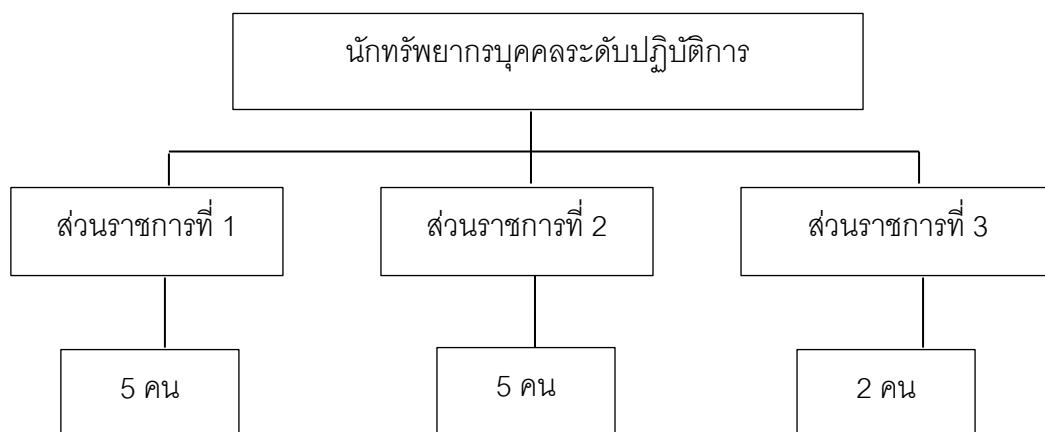 นักทรัพยากรบุคคลระดับปฏิบัติการ
ส่วนราชการที่ 1
ส่วนราชการที่ 2
ส่วนราชการที่ 3
5 คน
5 คน
2 คน